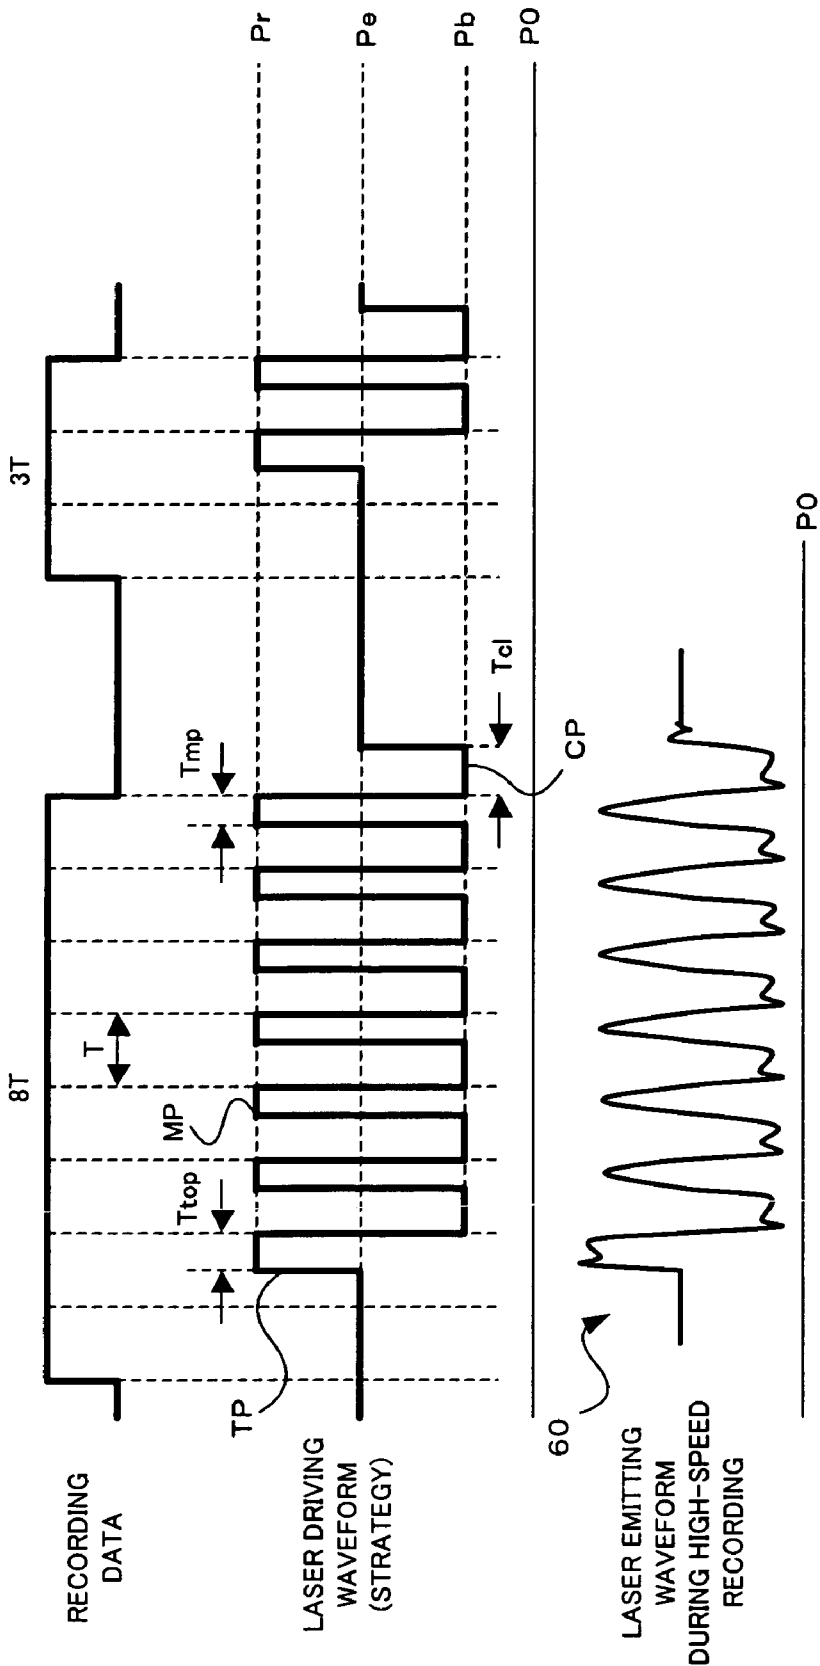 RECORDING
DATA
8T
3T
T
LASER DRIVING
WAVEFORM
(STRATEGY)
TP
Ttop
MP
Tmp
Tcl
CP
Pr
Pe
Pb
P0
LASER EMITTING
WAVEFORM
DURING HIGH-SPEED
RECORDING
60
P0